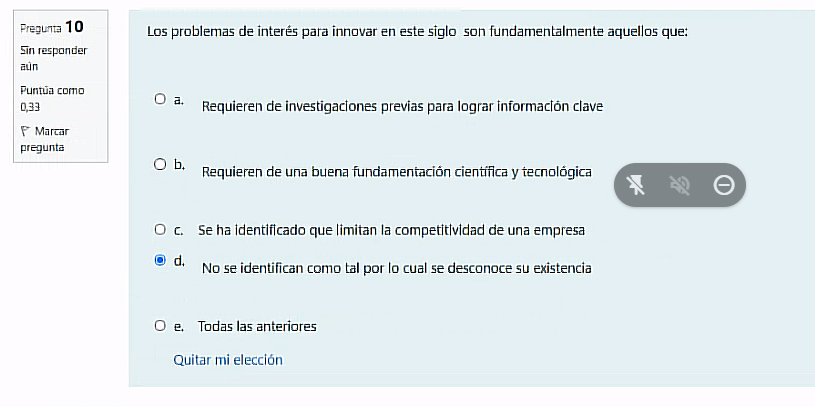 Pregunta 10
Sin responder
aún
Puntúa como
0,33
Marcar
pregunta
Los problemas de interés para innovar en este siglo son fundamentalmente aquellos que:
a. Requieren de investigaciones previas para lograr información clave
b. Requieren de una buena fundamentación científica y tecnológica
c. Se ha identificado que limitan la competitividad de una empresa
d. No se identifican como tal por lo cual se desconoce su existencia
e. Todas las anteriores
Quitar mi elección